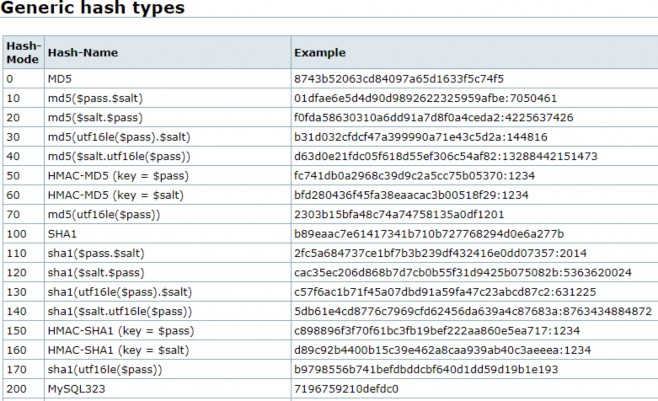 Generic hash types
Hash-Mode Hash-Name Example
0 MD5 8743b52063cd84097a65d1633f5c74f5
10 md5($pass.$salt) 01dfae6e5d4d90d9892622325959afbe:7050461
20 md5($salt.$pass) f0fda58630310a6dd91a7d8f0a4ceda2:4225637426
30 md5(utf16le($pass).$salt) b31d032cfdcf47a399990a71e43c5d2a:144816
40 md5($salt.utf16le($pass)) d63d0e21fdc05f618d55ef306c54af82:13288442151473
50 HMAC-MD5 (key = $pass) fc741db0a2968c39d9c2a5cc75b05370:1234
60 HMAC-MD5 (key = $salt) bfd280436f45fa38eaacac3b00518f29:1234
70 md5(utf16le($pass)) 2303b15bfa48c74a74758135a0df1201
100 SHA1 b89eaac7e61417341b710b727768294d0e6a277b
110 sha1($pass.$salt) 2fc5a684737ce1bf7b3b239df432416e0dd07357:2014
120 sha1($salt.$pass) cac35ec206d868b7d7cb0b55f31d9425b075082b:5363620024
130 sha1(utf16le($pass).$salt) c57f6ac1b71f45a07dbd91a59fa47c23abcd87c2:631225
140 sha1($salt.utf16le($pass)) 5db61e4cd8776c7969cfd62456da639a4c87683a:8763434884872
150 HMAC-SHA1 (key = $pass) c898896f3f70f61bc3fb19bef222aa860e5ea717:1234
160 HMAC-SHA1 (key = $salt) d89c92b4400b15c39e462a8caa939ab40c3aeeea:1234
170 sha1(utf16le($pass)) b9798556b741befdbddcbf640d1dd59d19b1e193
200 MySQL323 7196759210defdc0